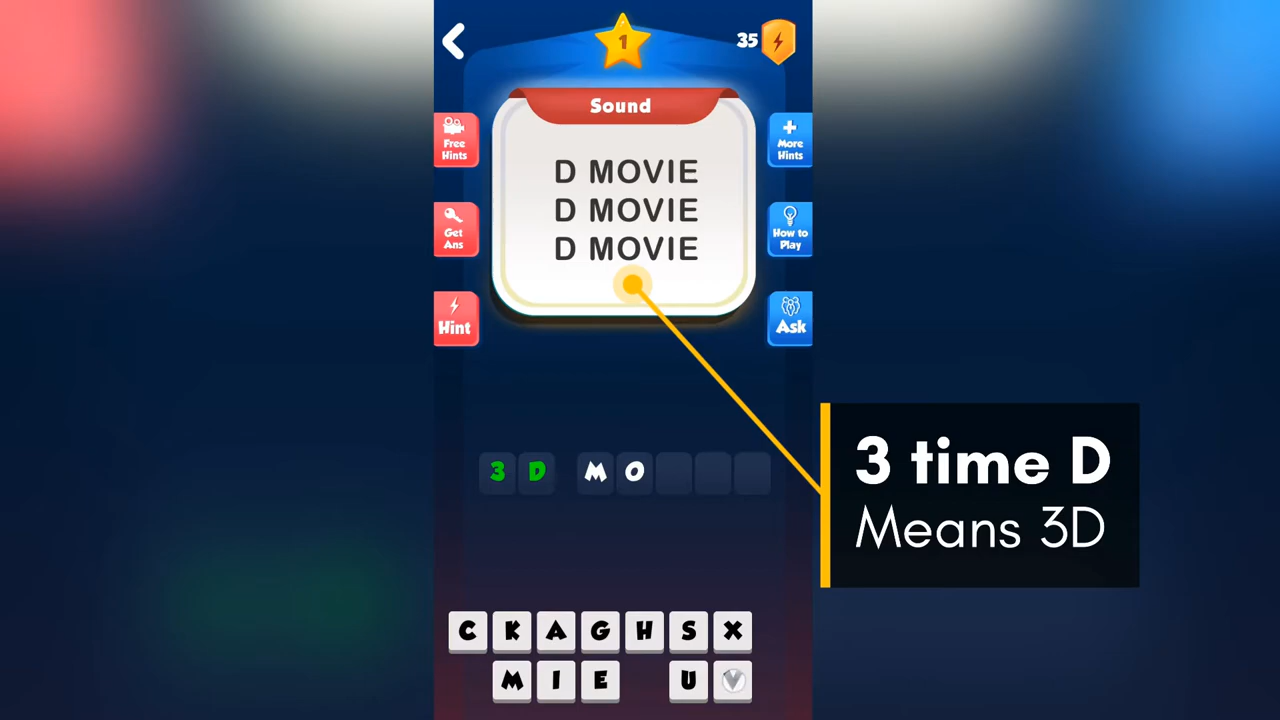 1
35
Sound
D MOVIE
D MOVIE
D MOVIE
Free
Hints
Get
Ans
Hint
More
Hints
How to
Play
Ask
3 D M O
3 time D
Means 3D
C K A G H S X
M I E U V